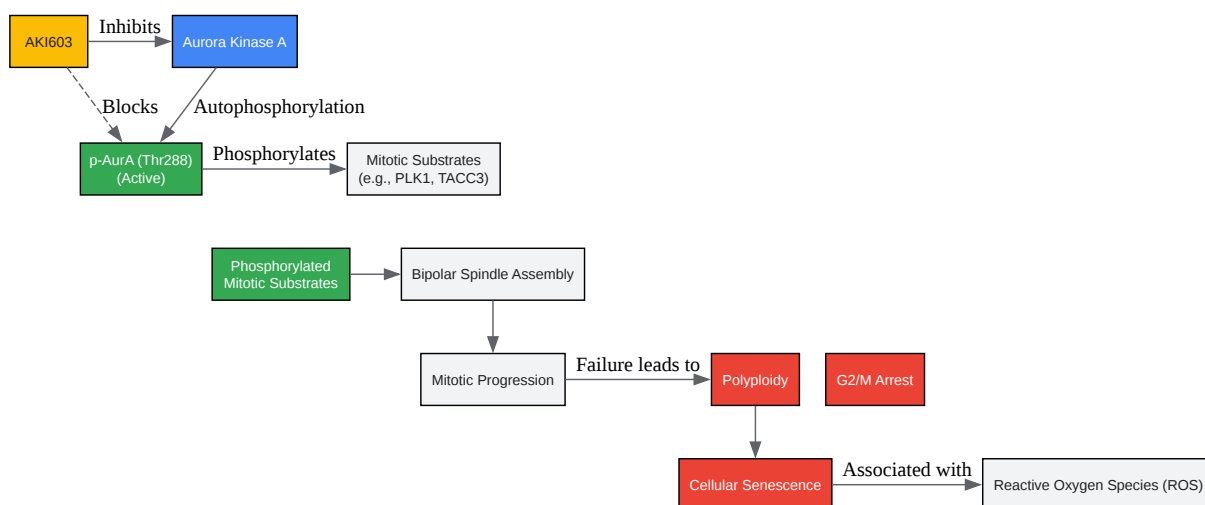 Inhibits
AKI603
Aurora Kinase A
Blocks
Autophosphorylation
p-AurA (Thr288)
(Active)
Phosphorylates
Mitotic Substrates
(e.g., PLK1, TACC3)
Phosphorylated
Mitotic Substrates
Bipolar Spindle Assembly
Mitotic Progression
Failure leads to
Polyploidy
G2/M Arrest
Cellular Senescence
Associated with
Reactive Oxygen Species (ROS)